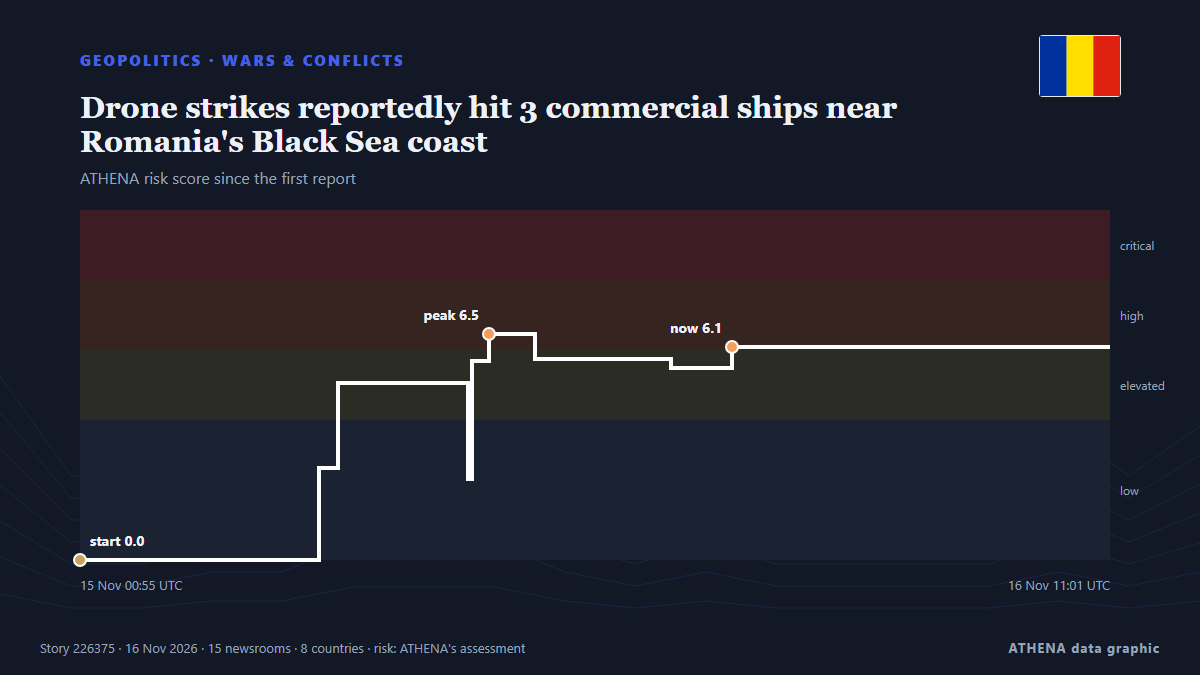 GEOPOLITICS · WARS & CONFLICTS
Drone strikes reportedly hit 3 commercial ships near
Romania's Black Sea coast
ATHENA risk score since the first report
critical
peak 6.5
high
now 6.1
elevated
low
start 0.0
15 Nov 00:55 UTC
16 Nov 11:01 UTC
Story 226375 · 16 Nov 2026 · 15 newsrooms · 8 countries · risk: ATHENA's assessment
ATHENA data graphic